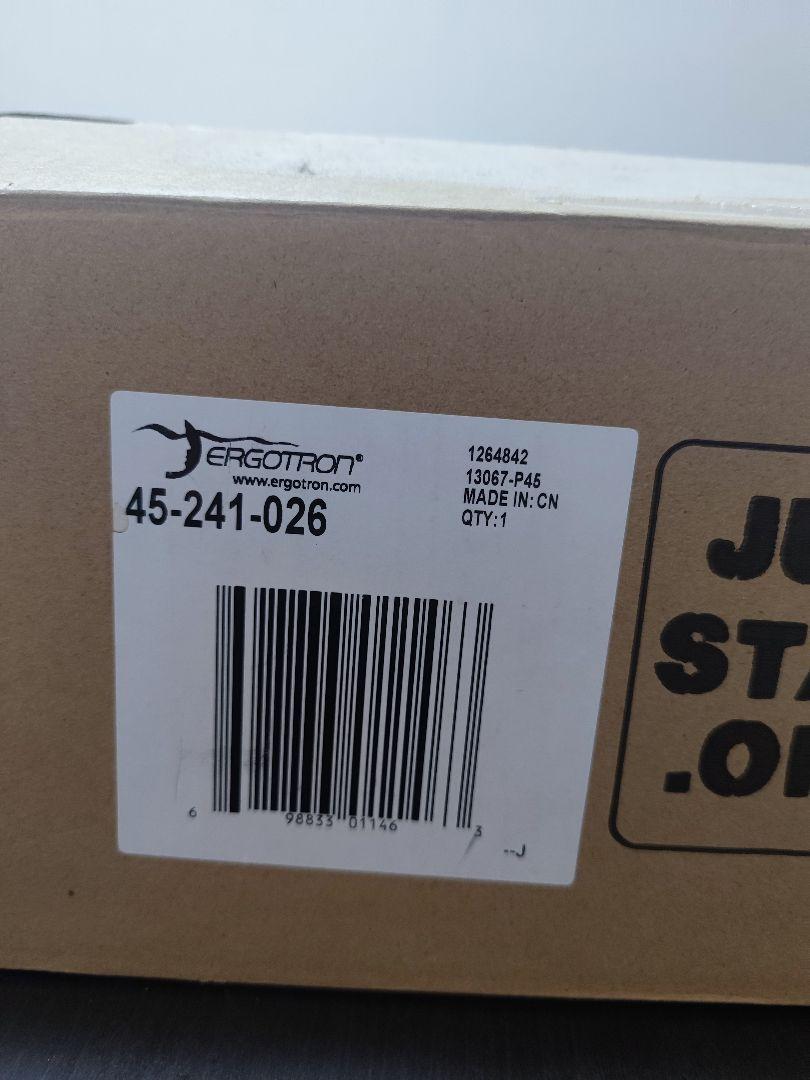 ERGOTRON®
www.ergotron.com
45-241-026
1264842
13067-P45
MADE IN: CN
QTY: 1
6 98833 01146 3
--J
JU
STA
.O